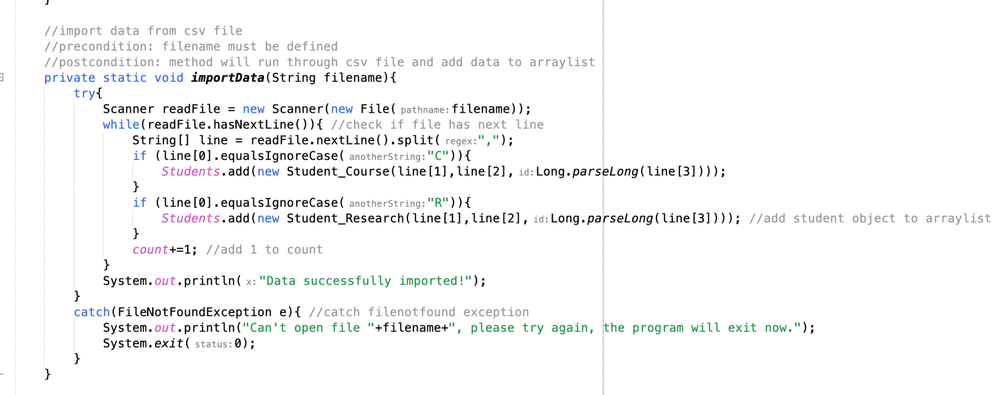 }
//import data from csv file
//precondition: filename must be defined
//postcondition: method will run through csv file and add data to arraylist
private static void importData(String filename){
try{
Scanner readFile = new Scanner(new File( pathname: filename));
while(readFile.hasNextLine()){ //check if file has next line
String[] line = readFile.nextLine().split( regex: ",");
if (line[0].equalsIgnoreCase( anotherString: "C")){
Students.add(new Student_Course(line[1],line[2], id: Long.parseLong(line[3])));
}
if (line[0].equalsIgnoreCase( anotherString: "R")){
Students.add(new Student_Research(line[1],line[2], id: Long.parseLong(line[3]))); //add student object to arraylist
}
count+=1; //add 1 to count
}
System.out.println( x: "Data successfully imported!");
}
catch(FileNotFoundException e){ //catch filenotfound exception
System.out.println("Can't open file "+filename+", please try again, the program will exit now.");
System.exit( status: 0);
}
}